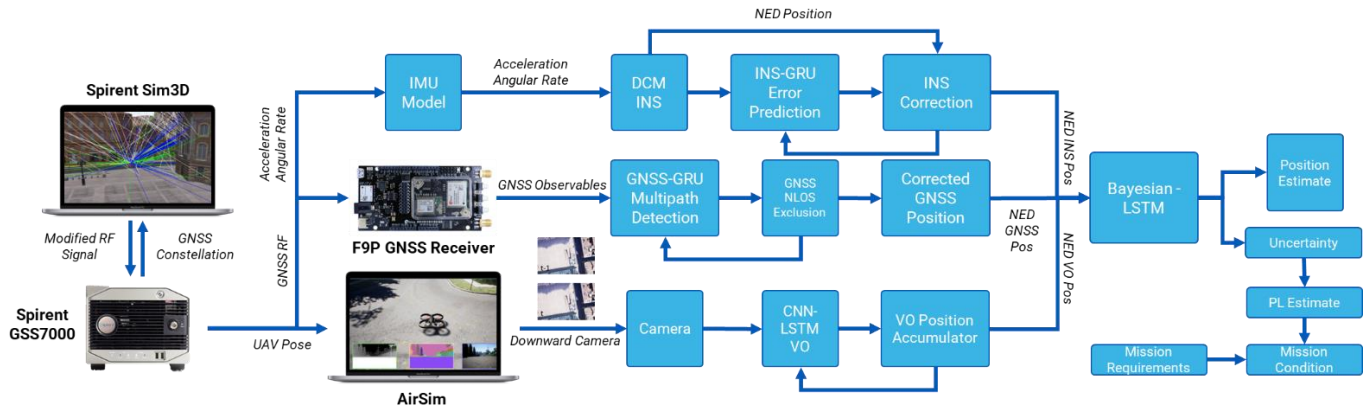 NED Position
Acceleration
Angular Rate
IMU
Model
DCM
INS
INS-GRU
Error
Prediction
INS
Correction
Spirent Sim3D
Acceleration
Angular Rate
NED INS Pos
GNSS Observables
GNSS-GRU
Multipath
Detection
GNSS
NLOS
Exclusion
Corrected
GNSS
Position
Bayesian -
LSTM
Position
Estimate
Modified RF
Signal
GNSS
Constellation
F9P GNSS Receiver
NED
GNSS
Pos
GNSS RF
NED VO Pos
Uncertainty
PL Estimate
Spirent
GSS7000
UAV Pose
Downward Camera
Camera
CNN-
LSTM
VO
VO Position
Accumulator
Mission
Requirements
Mission
Condition
AirSim